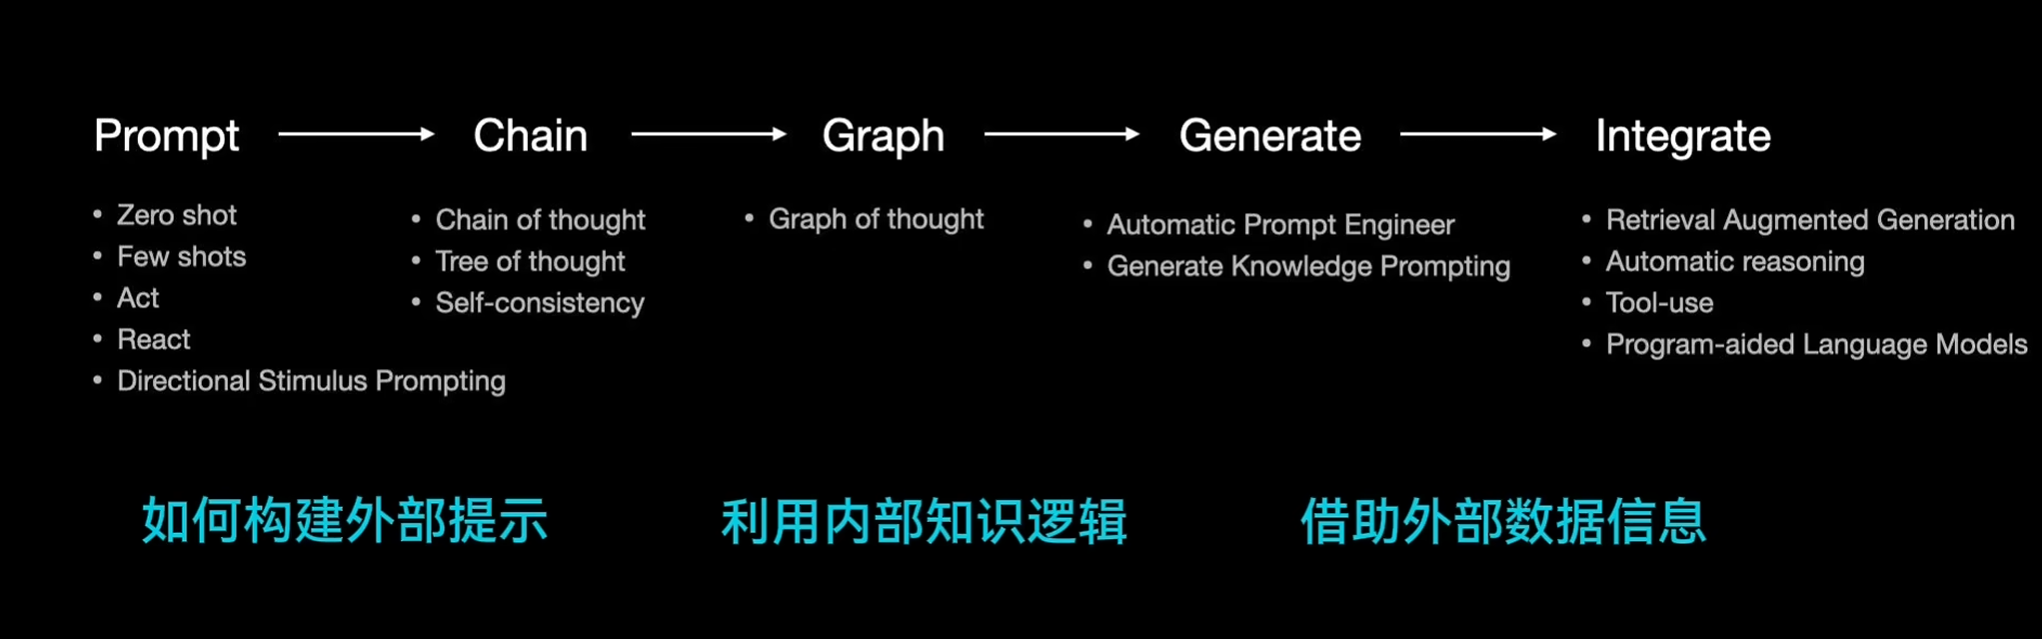 Prompt
Chain
Graph
Generate
Integrate
• Zero shot
• Few shots
• Act
• React
• Directional Stimulus Prompting
• Chain of thought
• Tree of thought
• Self-consistency
• Graph of thought
• Automatic Prompt Engineer
• Generate Knowledge Prompting
• Retrieval Augmented Generation
• Automatic reasoning
• Tool-use
• Program-aided Language Models
如何构建外部提示
利用内部知识逻辑
借助外部数据信息